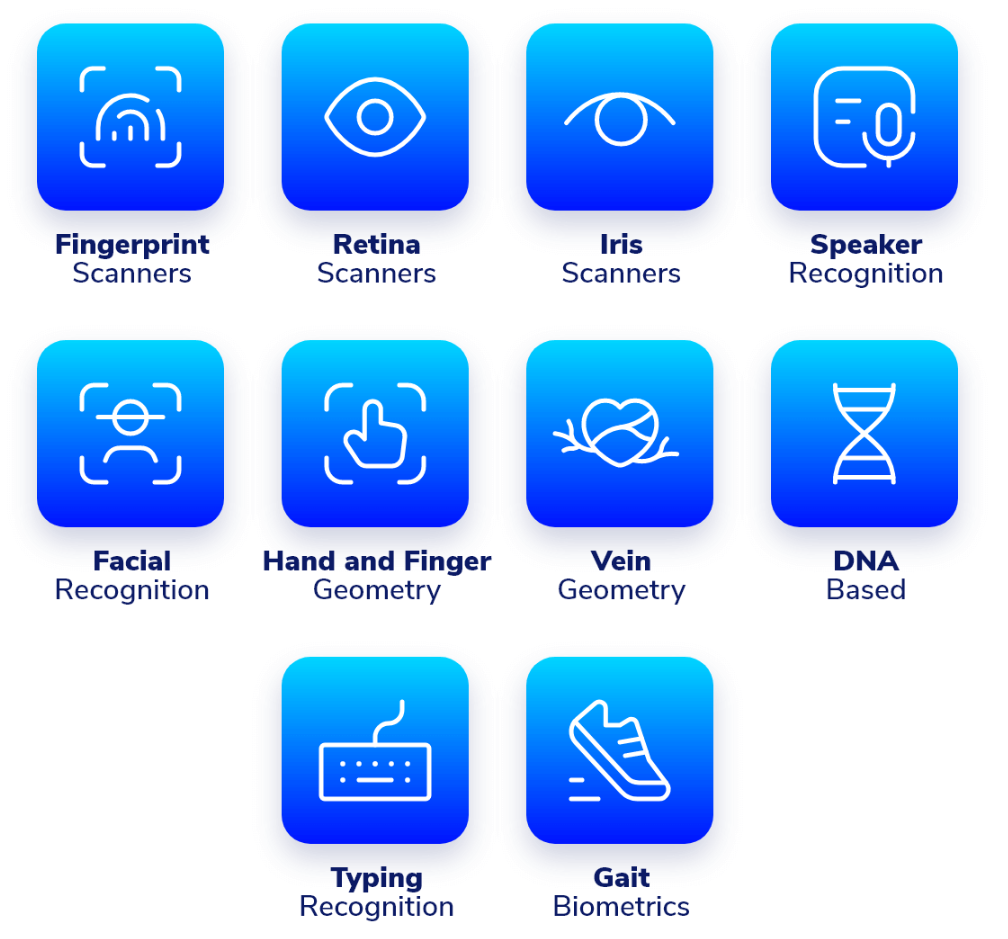 Fingerprint
Scanners
Retina
Scanners
Iris
Scanners
Speaker
Recognition
Facial
Recognition
Hand and Finger
Geometry
Vein
Geometry
DNA
Based
Typing
Recognition
Gait
Biometrics